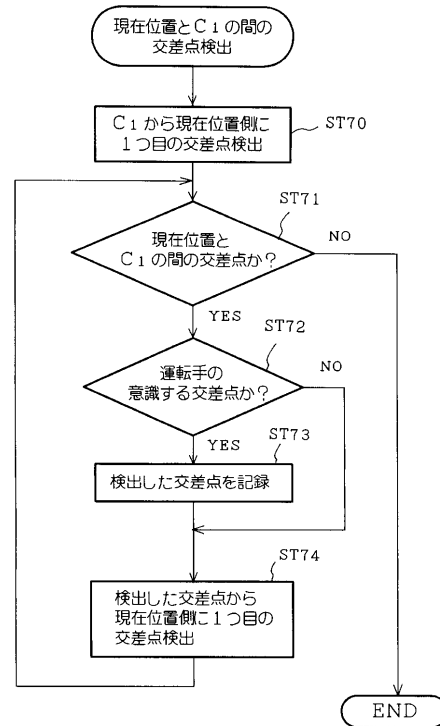 現在位置とC1の間の
交差点検出
C1から現在位置側に
1つ目の交差点検出
ST70
ST71
現在位置と
C1の間の交差点か？
NO
YES
ST72
運転手の
意識する交差点か？
NO
YES
ST73
検出した交差点を記録
ST74
検出した交差点から
現在位置側に1つ目の
交差点検出
END